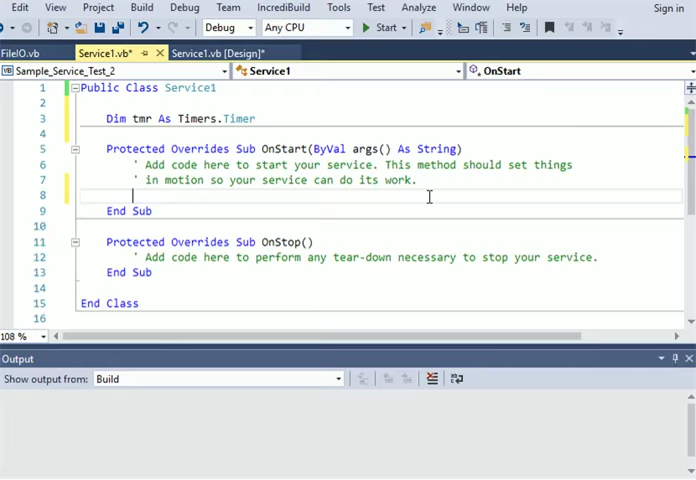 Edit View Project Build Debug Team Tools Test Analyze Window Help Sign in
Debug Any CPU Start
FileIO.vb Service1.vb* Service1.vb [Design]*
Sample_Service_Test_2 Service1 OnStart
1 Public Class Service1
2
3 Dim tmr As Timers.Timer
4
5 Protected Overrides Sub OnStart(ByVal args() As String)
6 ' Add code here to start your service. This method should set things
7 ' in motion so your service can do its work.
8
9 End Sub
10
11 Protected Overrides Sub OnStop()
12 ' Add code here to perform any tear-down necessary to stop your service.
13 End Sub
14
15 End Class
16
108 %
Output
Show output from: Build